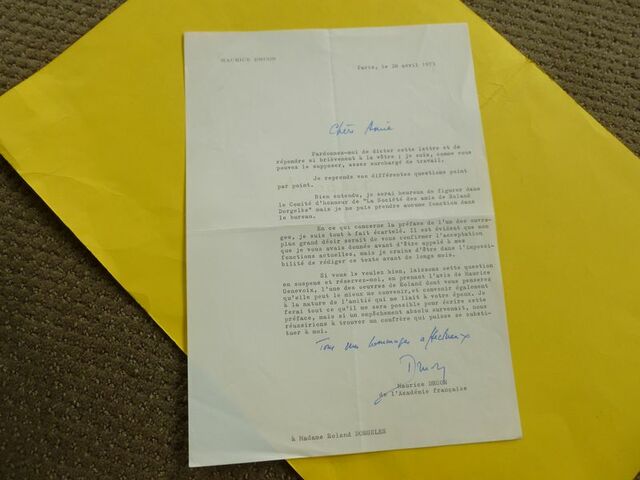 MAURICE DRUON
Paris, le 28 avril 1973
Chère Amie
Pardonnez-moi de dicter cette lettre et de
répondre si brièvement à la vôtre ; je suis, comme vous
pouvez le supposer, assez surchargé de travail.
Je reprends vos différentes questions point
par point.
Bien entendu, je serai heureux de figurer dans
le Comité d'honneur de "La Société des amis de Roland
Dorgelès" mais je ne puis prendre aucune fonction dans
le bureau.
En ce qui concerne la préface de l'un des ouvra-
ges, je suis tout à fait écartelé. Il est évident que mon
plus grand désir serait de vous confirmer l'acceptation
que je vous avais donnée avant d'être appelé à mes
fonctions actuelles, mais je crains d'être dans l'impossi-
bilité de rédiger ce texte avant de longs mois.
Si vous le voulez bien, laissons cette question
en suspens et réservez-moi, en prenant l'avis de Maurice
Genevoix, l'une des oeuvres de Roland dont vous penserez
qu'elle peut le mieux me convenir, et convenir également
à la nature de l'amitié qui me liait à votre époux. Je
ferai tout ce qu'il me sera possible pour écrire cette
préface, mais si un empêchement absolu survenait, nous
réussirions à trouver un confrère qui puisse se substi-
tuer à moi.
Tous mes hommages affectueux
Druon
Maurice DRUON
de l'Académie française
à Madame Roland DORGELES